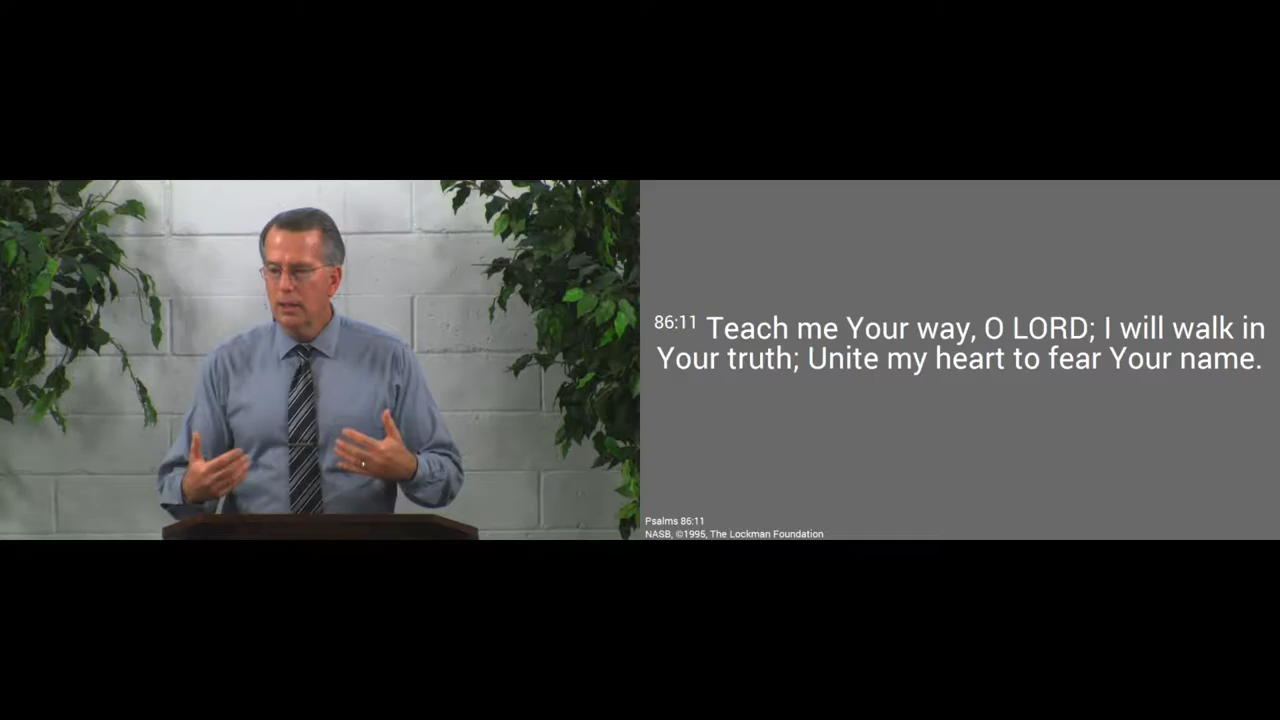 86:11 Teach me Your way, O LORD; I will walk in
Your truth; Unite my heart to fear Your name.
Psalms 86:11
NASB, ©1995, The Lockman Foundation